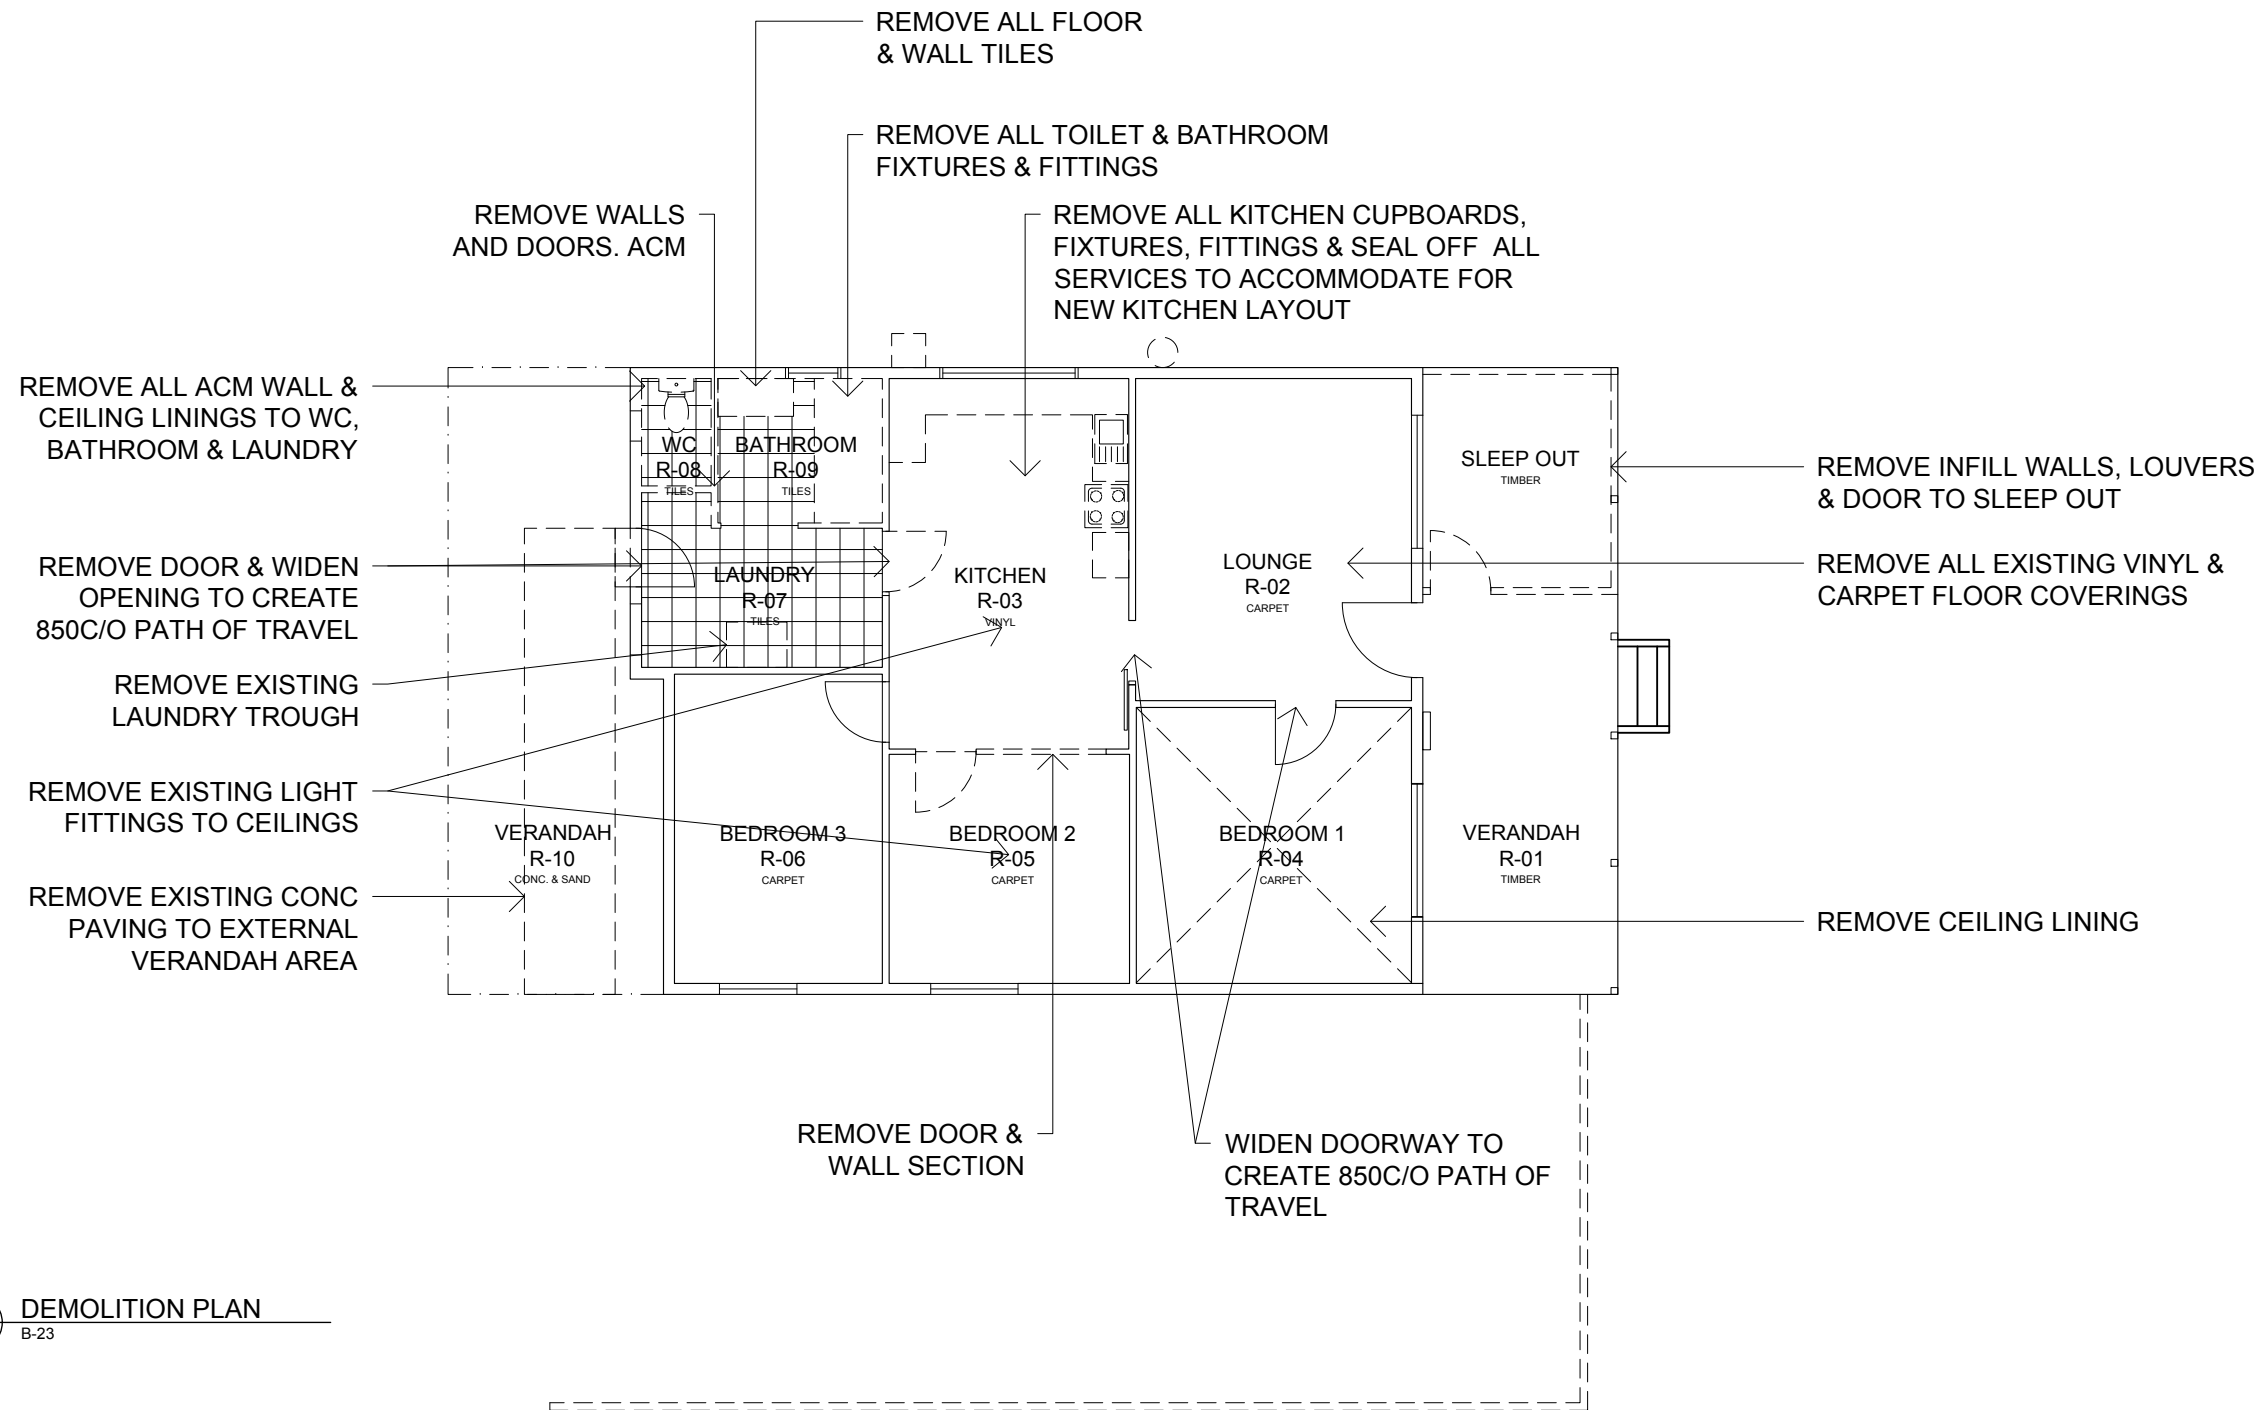 REMOVE ALL FLOOR
& WALL TILES
REMOVE ALL TOILET & BATHROOM
FIXTURES & FITTINGS
REMOVE WALLS
AND DOORS. ACM
REMOVE ALL KITCHEN CUPBOARDS,
FIXTURES, FITTINGS & SEAL OFF ALL
SERVICES TO ACCOMMODATE FOR
NEW KITCHEN LAYOUT
REMOVE ALL ACM WALL &
CEILING LININGS TO WC,
BATHROOM & LAUNDRY
REMOVE DOOR & WIDEN
OPENING TO CREATE
850C/O PATH OF TRAVEL
REMOVE EXISTING
LAUNDRY TROUGH
REMOVE EXISTING LIGHT
FITTINGS TO CEILINGS
REMOVE EXISTING CONC
PAVING TO EXTERNAL
VERANDAH AREA
WC
R-08
TILES
BATHROOM
R-09
TILES
LAUNDRY
R-07
TILES
KITCHEN
R-03
VINYL
LOUNGE
R-02
CARPET
SLEEP OUT
TIMBER
VERANDAH
R-10
CONC. & SAND
BEDROOM 3
R-06
CARPET
BEDROOM 2
R-05
CARPET
BEDROOM 1
R-04
CARPET
VERANDAH
R-01
TIMBER
REMOVE INFILL WALLS, LOUVERS
& DOOR TO SLEEP OUT
REMOVE ALL EXISTING VINYL &
CARPET FLOOR COVERINGS
REMOVE CEILING LINING
REMOVE DOOR &
WALL SECTION
WIDEN DOORWAY TO
CREATE 850C/O PATH OF
TRAVEL
DEMOLITION PLAN
B-23